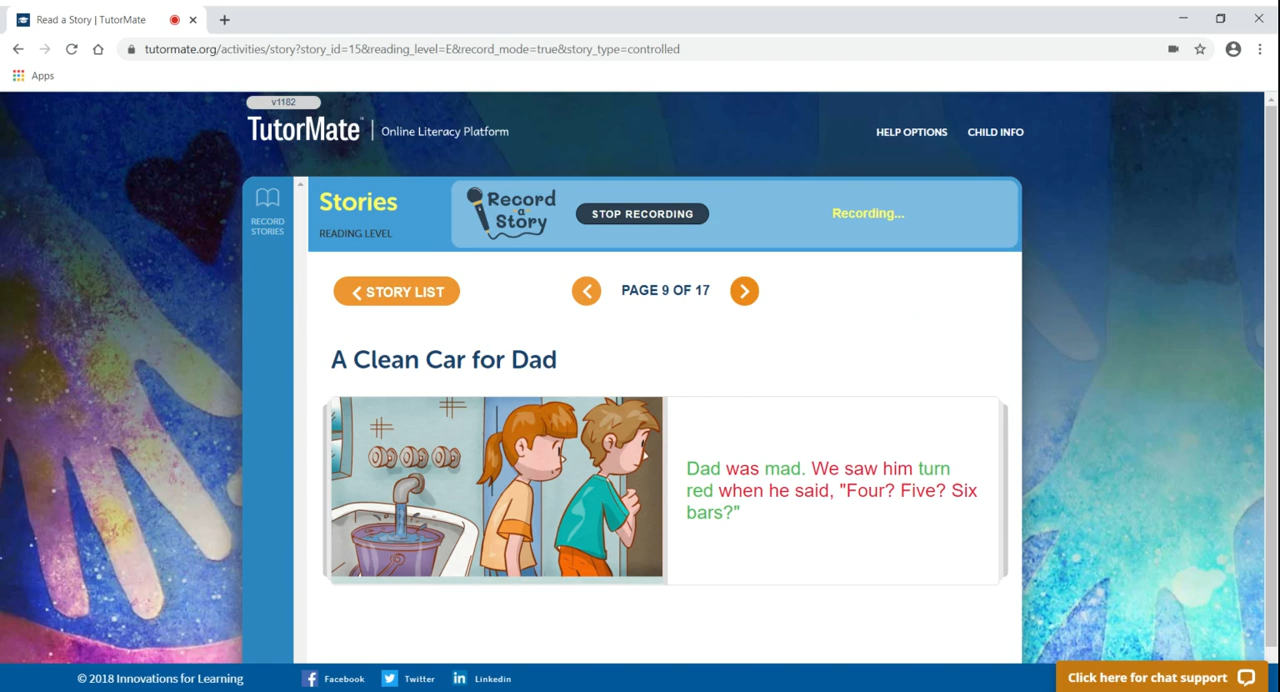 Read a Story | TutorMate
tutormate.org/activities/story?story_id=15&reading_level=E&record_mode=true&story_type=controlled
Apps
v1182
TutorMate™ | Online Literacy Platform
HELP OPTIONS CHILD INFO
RECORD
STORIES
Stories
READING LEVEL
Record
a
Story
STOP RECORDING
Recording...
STORY LIST
PAGE 9 OF 17
A Clean Car for Dad
Dad was mad. We saw him turn
red when he said, "Four? Five? Six
bars?"
© 2018 Innovations for Learning
Facebook Twitter Linkedin
Click here for chat support